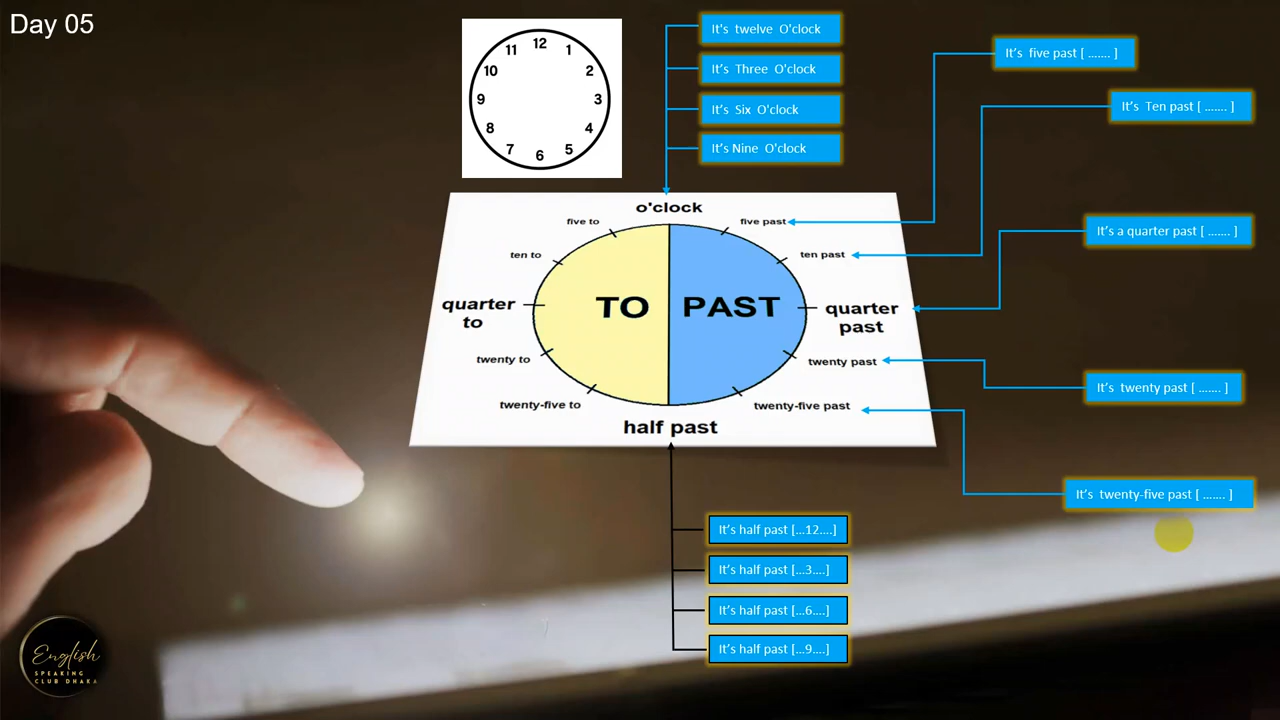 Day 05
12
11
1
10
2
9
3
8
4
7
5
6
It's twelve O'clock
It's Three O'clock
It's Six O'clock
It's Nine O'clock
It's five past [ ....... ]
It's Ten past [ ....... ]
It's a quarter past [ ....... ]
It's twenty past [ ....... ]
It's twenty-five past [ ....... ]
o'clock
five to
five past
ten to
ten past
quarter
to
TO
PAST
quarter
past
twenty to
twenty past
twenty-five to
twenty-five past
half past
It's half past [...12....]
It's half past [...3....]
It's half past [...6....]
It's half past [...9....]
English
SPEAKING
CLUB DHAKA